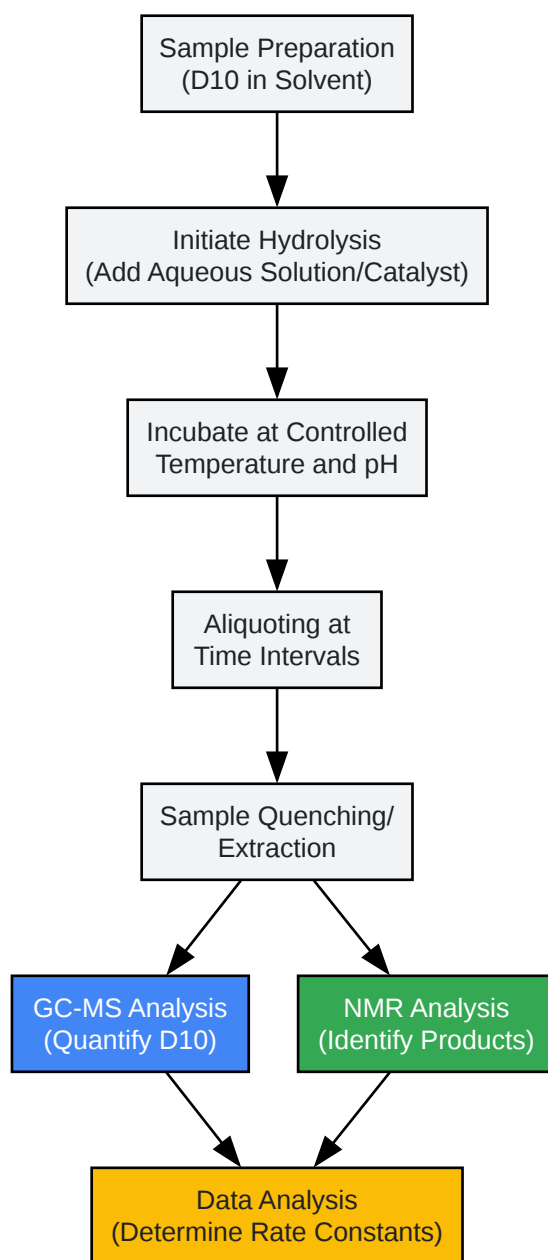 Sample Preparation
(D10 in Solvent)
Initiate Hydrolysis
(Add Aqueous Solution/Catalyst)
Incubate at Controlled
Temperature and pH
Aliquoting at
Time Intervals
Sample Quenching/
Extraction
GC-MS Analysis
(Quantify D10)
NMR Analysis
(Identify Products)
Data Analysis
(Determine Rate Constants)